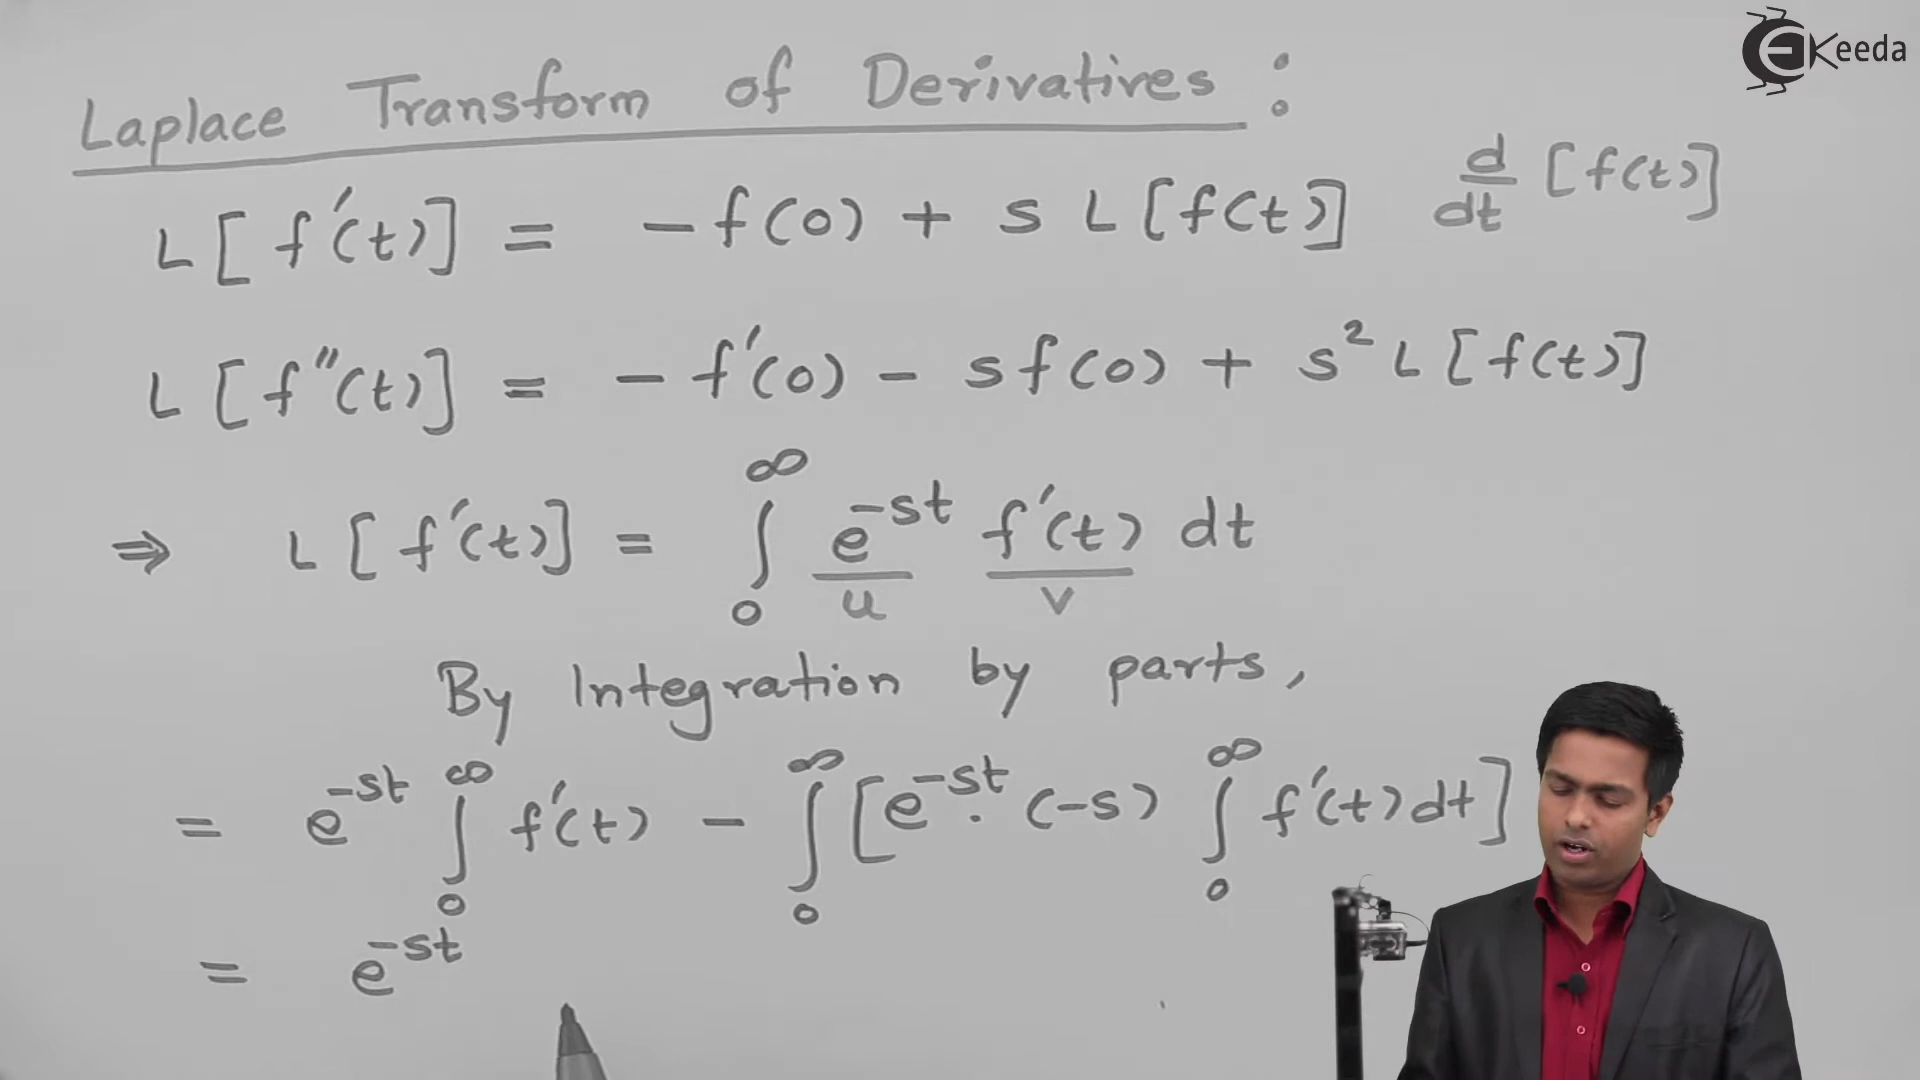 EKeeda
Laplace Transform of Derivatives :
L[f′(t)] = −f(0) + s L[f(t)] d/dt [f(t)]
L[f″(t)] = −f′(0) − sf(0) + s² L[f(t)]
⇒ L[f′(t)] = ∫₀^∞ e^−st f′(t) dt
u v
By Integration by parts,
= e^−st ∫₀^∞ f′(t) − ∫₀^∞ [e^−st . (−s) ∫₀^∞ f′(t) dt]
= e^−st